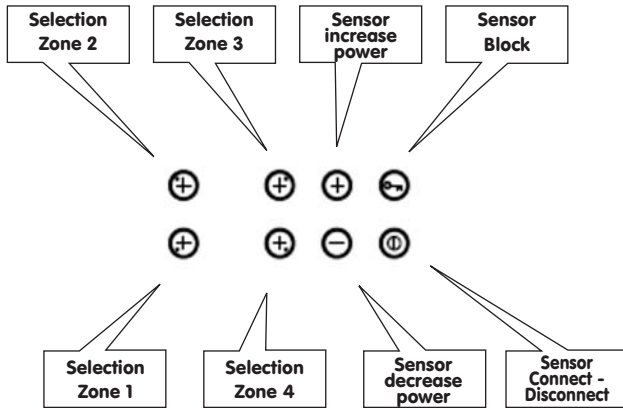 Selection
Zone 2
Selection
Zone 3
Sensor
increase
power
Sensor
Block
Selection
Zone 1
Selection
Zone 4
Sensor
decrease
power
Sensor
Connect -
Disconnect